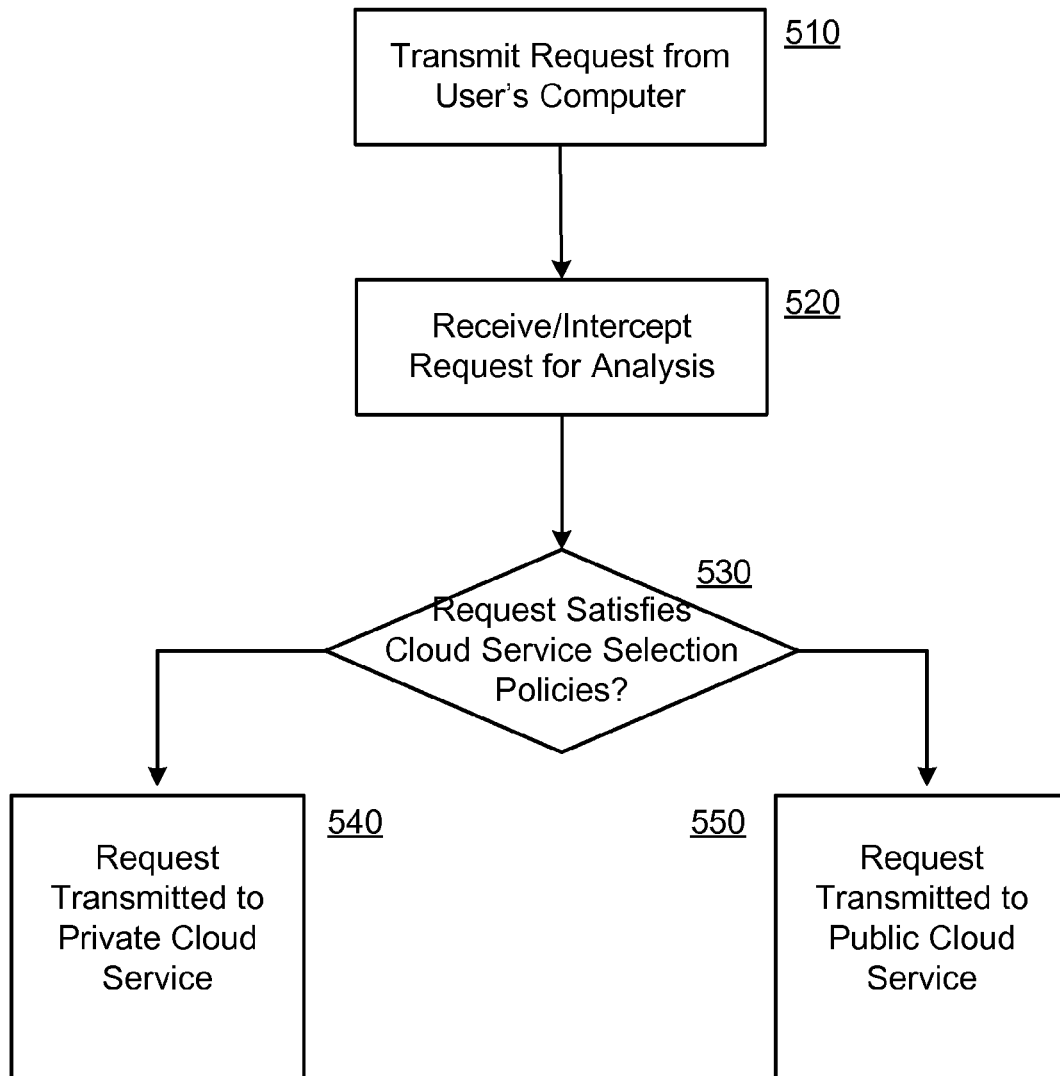 510
Transmit Request from
User's Computer
520
Receive/Intercept
Request for Analysis
530
Request Satisfies
Cloud Service Selection
Policies?
540
Request
Transmitted to
Private Cloud
Service
550
Request
Transmitted to
Public Cloud
Service